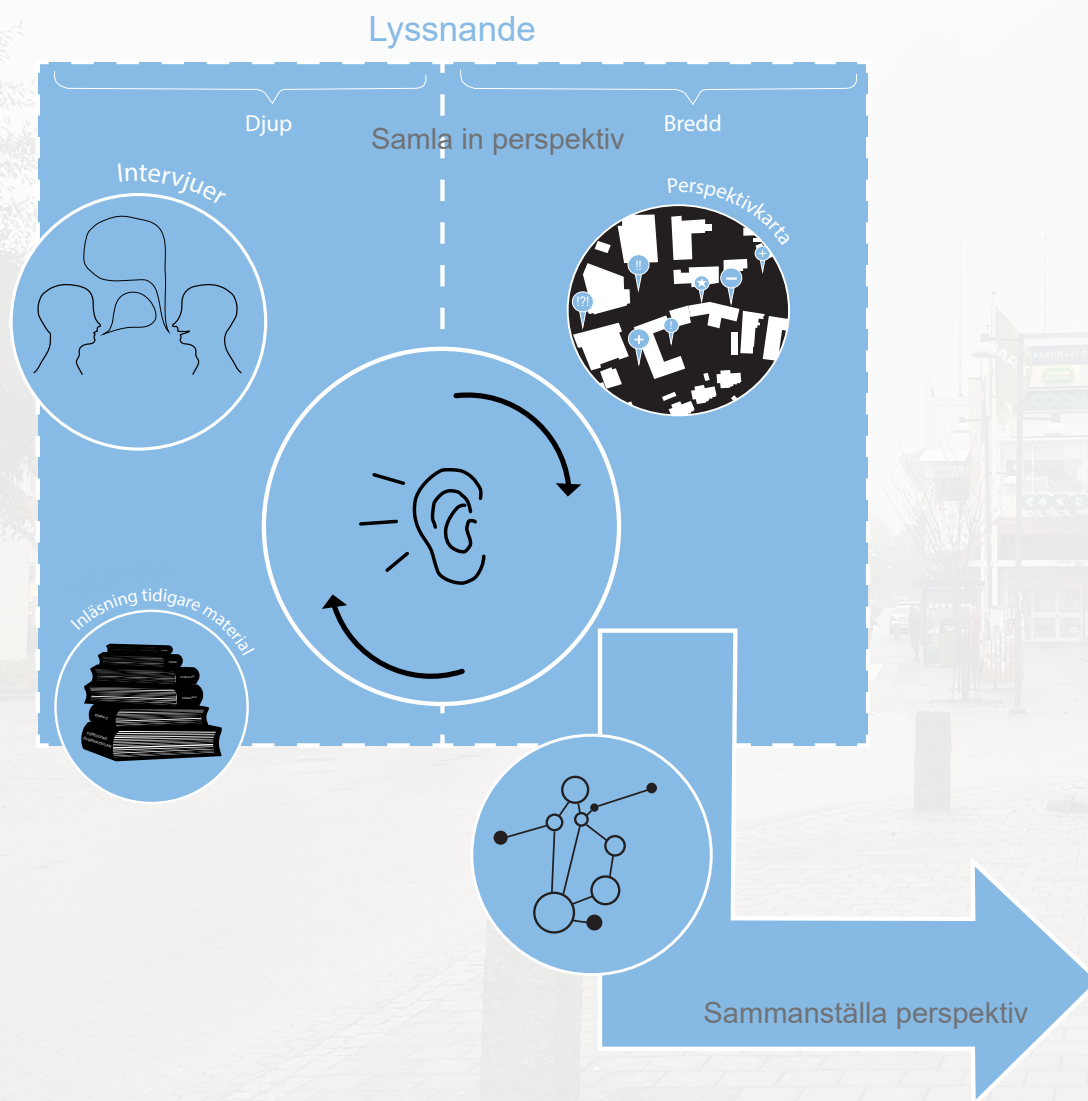 Lyssnande
Djup
Bredd
Samla in perspektiv
Intervjuer
Perspektivkarta
!!
+
!?!
!
+
Inläsning tidigare material
Sammanställa perspektiv